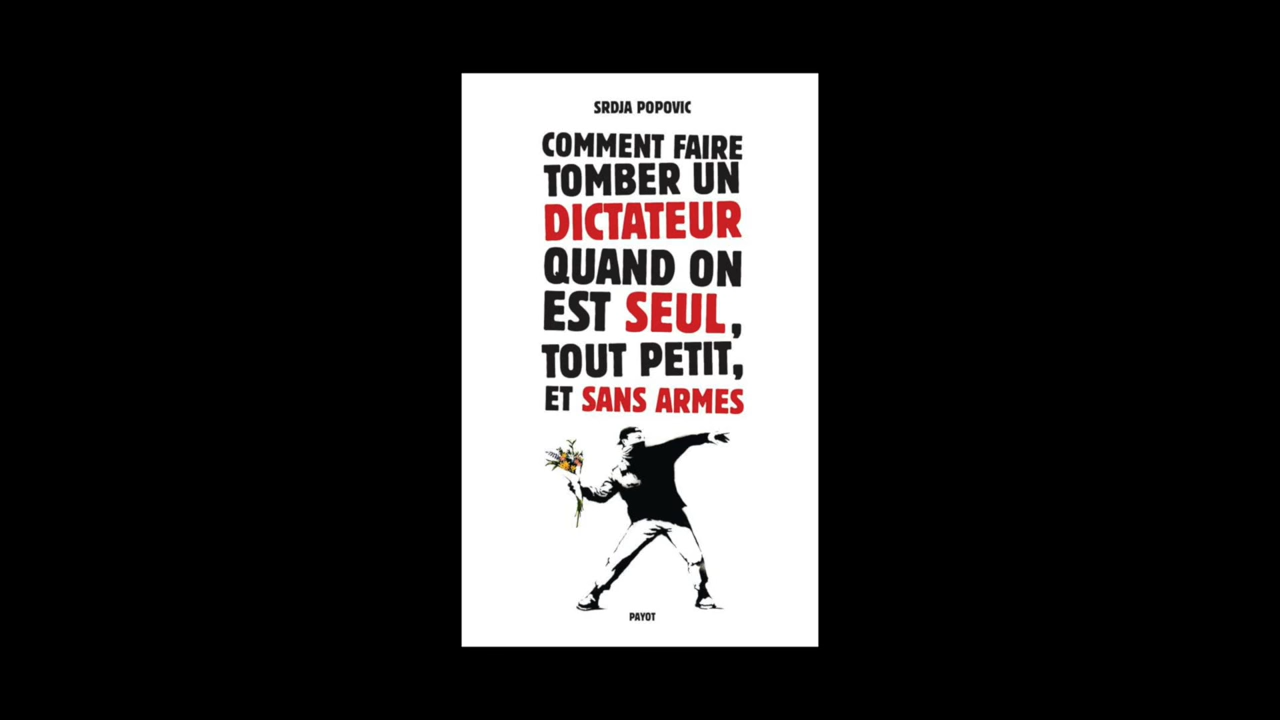 SRDJA POPOVIC
COMMENT FAIRE
TOMBER UN
DICTATEUR
QUAND ON
EST SEUL,
TOUT PETIT,
ET SANS ARMES
PAYOT